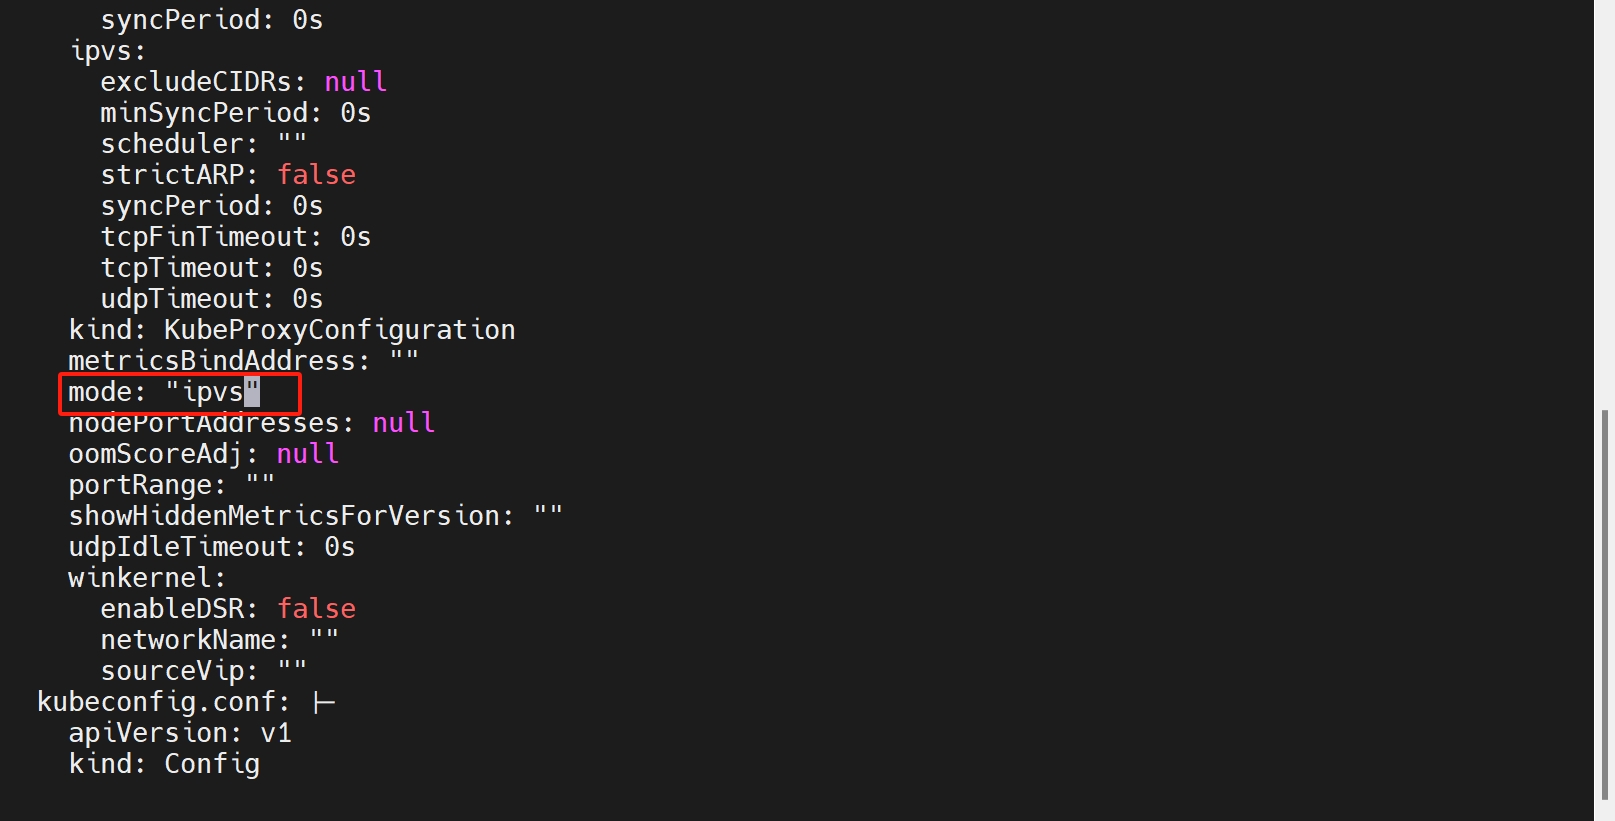 syncPeriod: 0s
ipvs:
excludeCIDRs: null
minSyncPeriod: 0s
scheduler: ""
strictARP: false
syncPeriod: 0s
tcpFinTimeout: 0s
tcpTimeout: 0s
udpTimeout: 0s
kind: KubeProxyConfiguration
metricsBindAddress: ""
mode: "ipvs"
nodePortAddresses: null
oomScoreAdj: null
portRange: ""
showHiddenMetricsForVersion: ""
udpIdleTimeout: 0s
winkernel:
enableDSR: false
networkName: ""
sourceVip: ""
kubeconfig.conf: |-
apiVersion: v1
kind: Config